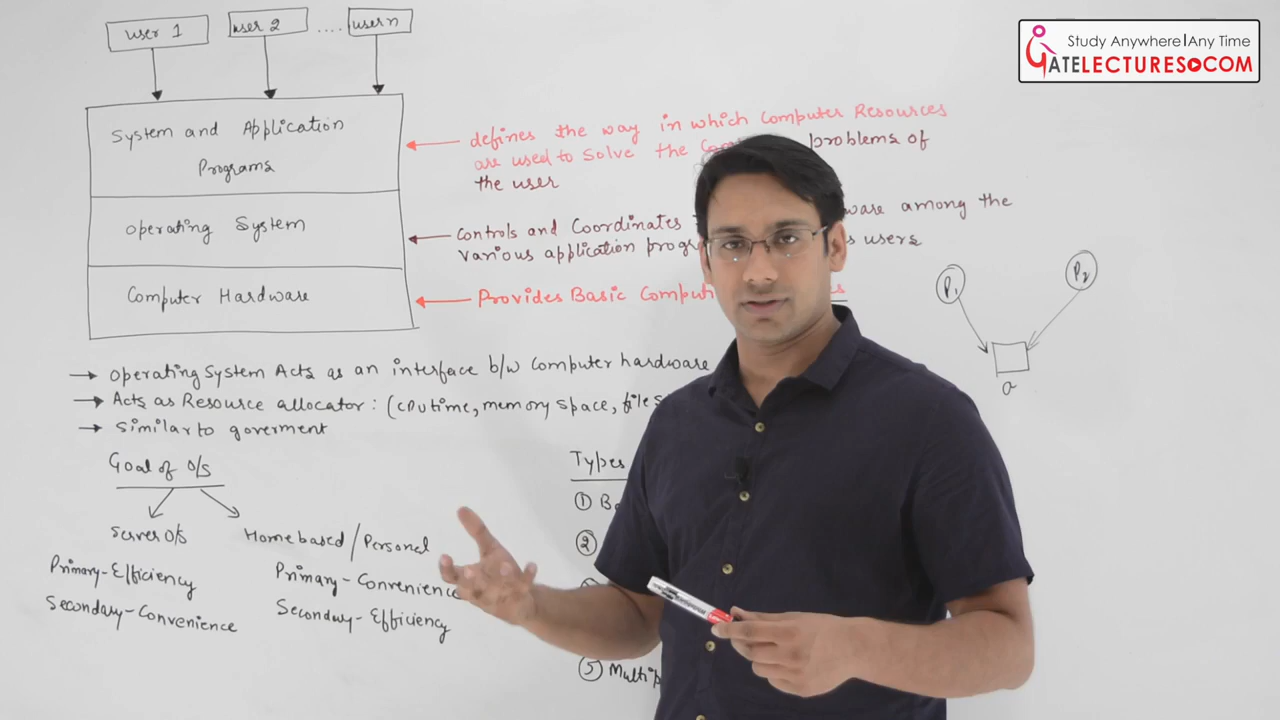 user 1
user 2
....
user n
Study Anywhere|Any Time
GATELECTURES.COM
System and Application
Programs
defines the way in which Computer Resources
are used to solve the problems of
the user
Operating System
Controls and Coordinates among the
various application users
Computer Hardware
Provides Basic
P1
P2
a
→ Operating System Acts as an interface b/w Computer hardware
→ Acts as Resource allocator : (CPU time, memory space, file
→ Similar to goverment
Goal of O/S
Types
①
Server O/S
Homebased / Personal
②
Primary-Efficiency
Primary-Convenience
Secondary-Convenience
Secondary-Efficiency
⑤